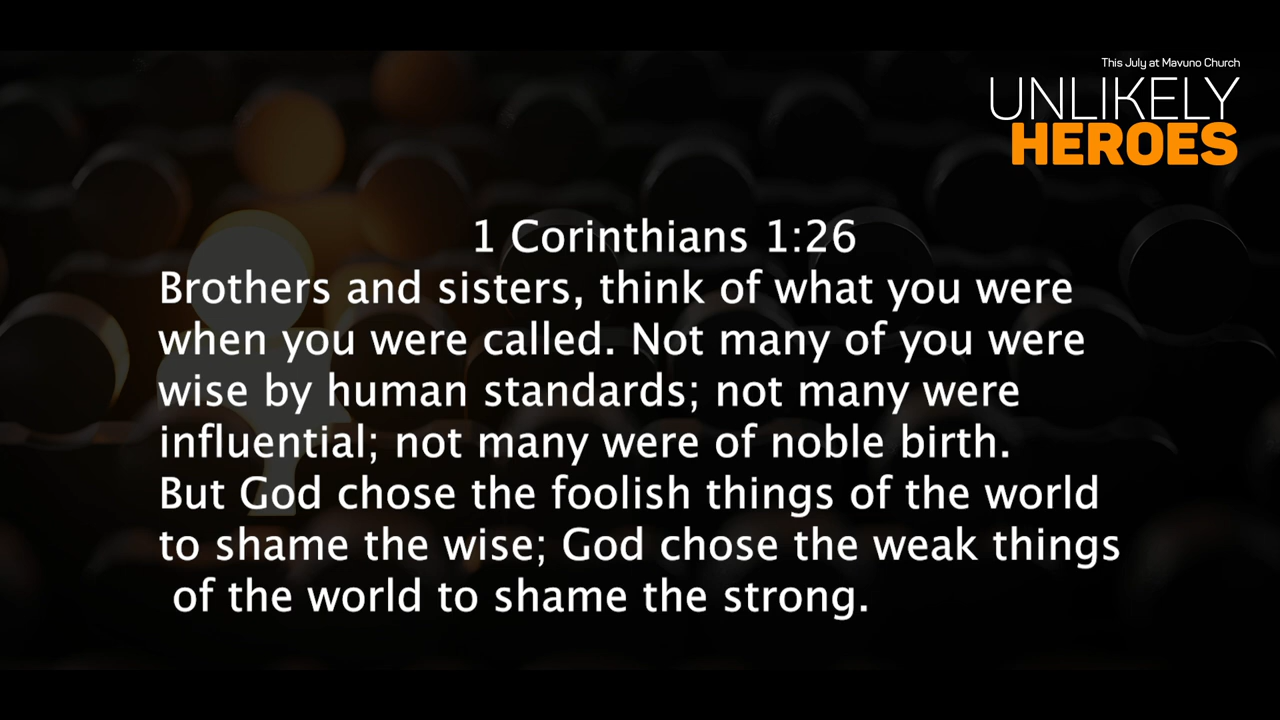 This July at Mavuno Church
UNLIKELY
HEROES
1 Corinthians 1:26
Brothers and sisters, think of what you were
when you were called. Not many of you were
wise by human standards; not many were
influential; not many were of noble birth.
But God chose the foolish things of the world
to shame the wise; God chose the weak things
of the world to shame the strong.